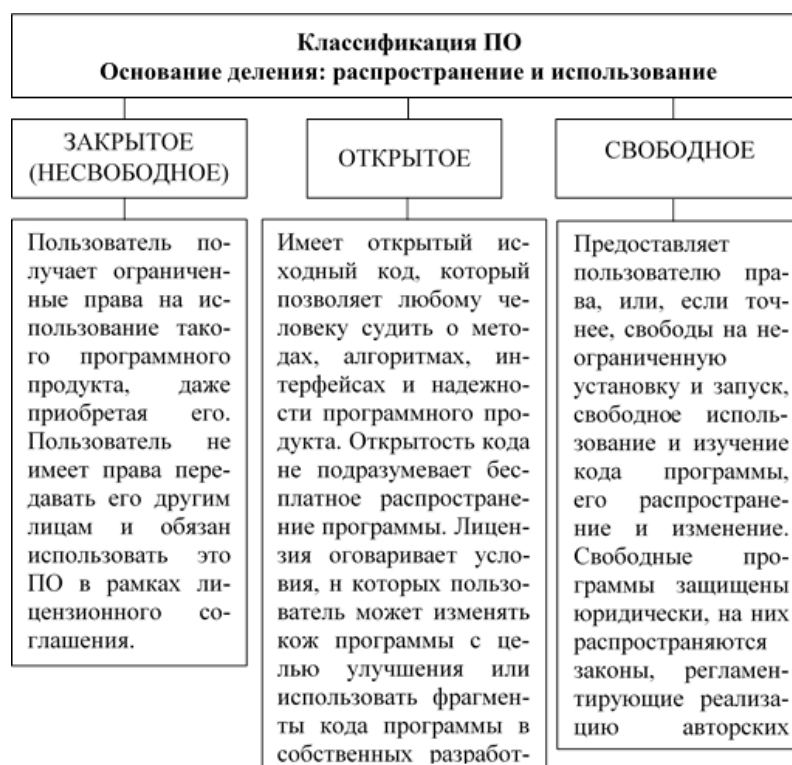 Классификация ПО
Основание деления: распространение и использование
ЗАКРЫТОЕ
(НЕСВОБОДНОЕ)
ОТКРЫТОЕ
СВОБОДНОЕ
Пользователь по-
лучает ограничен-
ные права на ис-
пользование тако-
го программного
продукта, даже
приобретая его.
Пользователь не
имеет права пере-
давать его другим
лицам и обязан
использовать это
ПО в рамках ли-
цензионного со-
глашения.
Имеет открытый ис-
ходный код, который
позволяет любому че-
ловеку судить о мето-
дах, алгоритмах, ин-
терфейсах и надежно-
сти программного про-
дукта. Открытость кода
не подразумевает бес-
платное распростране-
ние программы. Лицен-
зия оговаривает усло-
вия, н которых пользо-
ватель может изменять
кож программы с це-
лью улучшения или
использовать фрагмен-
ты кода программы в
собственных разработ-
Предоставляет
пользователю пра-
ва, или, если точ-
нее, свободы на не-
ограниченную
установку и запуск,
свободное исполь-
зование и изучение
кода программы,
его распростране-
ние и изменение.
Свободные про-
граммы защищены
юридически, на них
распространяются
законы, регламен-
тирующие реализа-
цию авторских